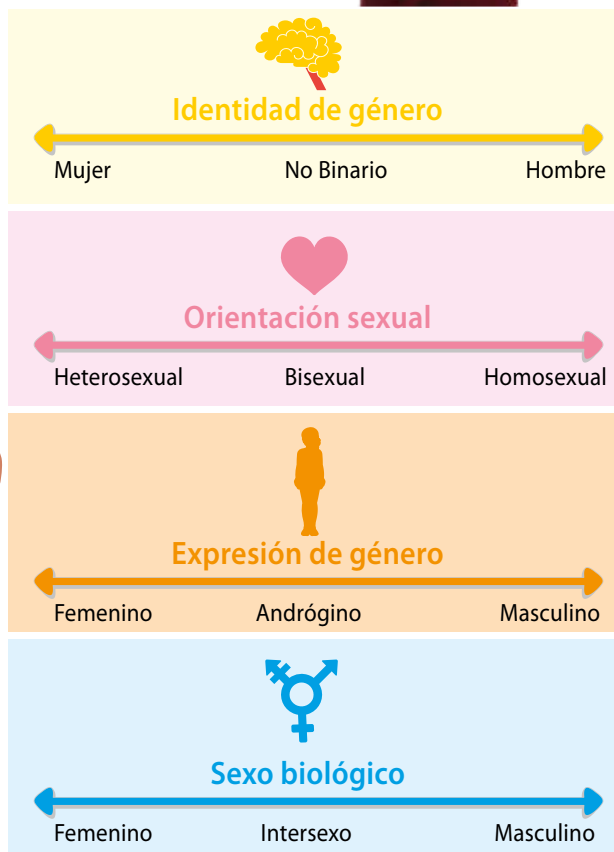 Identidad de género
Mujer No Binario Hombre
Orientación sexual
Heterosexual Bisexual Homosexual
Expresión de género
Femenino Andrógino Masculino
Sexo biológico
Femenino Intersexo Masculino